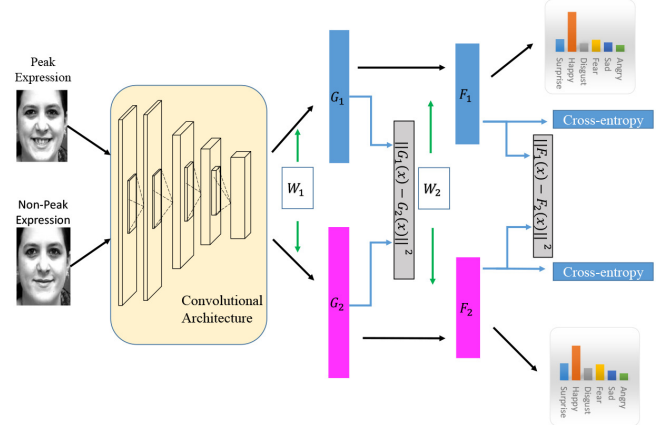 Peak
Expression
Non-Peak
Expression
Convolutional
Architecture
G₁
G₂
W₁
||G₁(x) − G₂(x)||²
W₂
F₁
F₂
||F₁(x) − F₂(x)||²
Cross-entropy
Cross-entropy
Surprise
Happy
Disgust
Fear
Sad
Angry
Surprise
Happy
Disgust
Fear
Sad
Angry